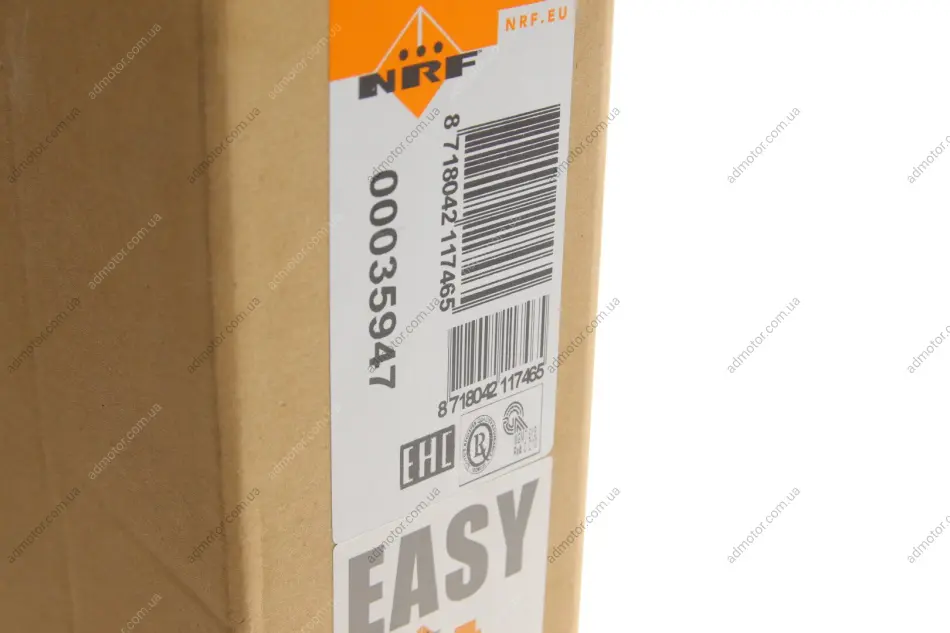 NRF
NRF.EU
8 718042 117465
00035947
8 718042 117465
EHC
R
EASY
admotor.com.ua